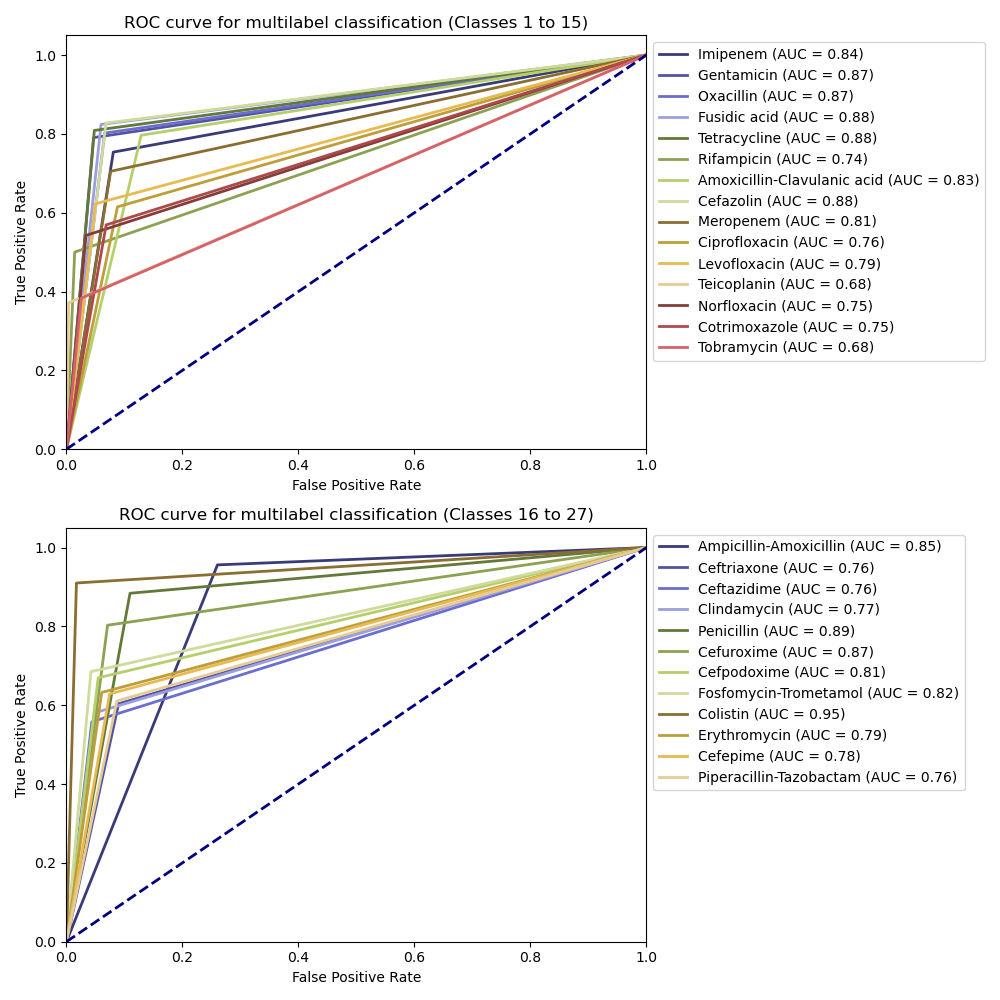 ROC curve for multilabel classification (Classes 1 to 15)
True Positive Rate
1.0
0.8
0.6
0.4
0.2
0.0
0.0 0.2 0.4 0.6 0.8 1.0
False Positive Rate
Imipenem (AUC = 0.84)
Gentamicin (AUC = 0.87)
Oxacillin (AUC = 0.87)
Fusidic acid (AUC = 0.88)
Tetracycline (AUC = 0.88)
Rifampicin (AUC = 0.74)
Amoxicillin-Clavulanic acid (AUC = 0.83)
Cefazolin (AUC = 0.88)
Meropenem (AUC = 0.81)
Ciprofloxacin (AUC = 0.76)
Levofloxacin (AUC = 0.79)
Teicoplanin (AUC = 0.68)
Norfloxacin (AUC = 0.75)
Cotrimoxazole (AUC = 0.75)
Tobramycin (AUC = 0.68)
ROC curve for multilabel classification (Classes 16 to 27)
True Positive Rate
1.0
0.8
0.6
0.4
0.2
0.0
0.0 0.2 0.4 0.6 0.8 1.0
False Positive Rate
Ampicillin-Amoxicillin (AUC = 0.85)
Ceftriaxone (AUC = 0.76)
Ceftazidime (AUC = 0.76)
Clindamycin (AUC = 0.77)
Penicillin (AUC = 0.89)
Cefuroxime (AUC = 0.87)
Cefpodoxime (AUC = 0.81)
Fosfomycin-Trometamol (AUC = 0.82)
Colistin (AUC = 0.95)
Erythromycin (AUC = 0.79)
Cefepime (AUC = 0.78)
Piperacillin-Tazobactam (AUC = 0.76)